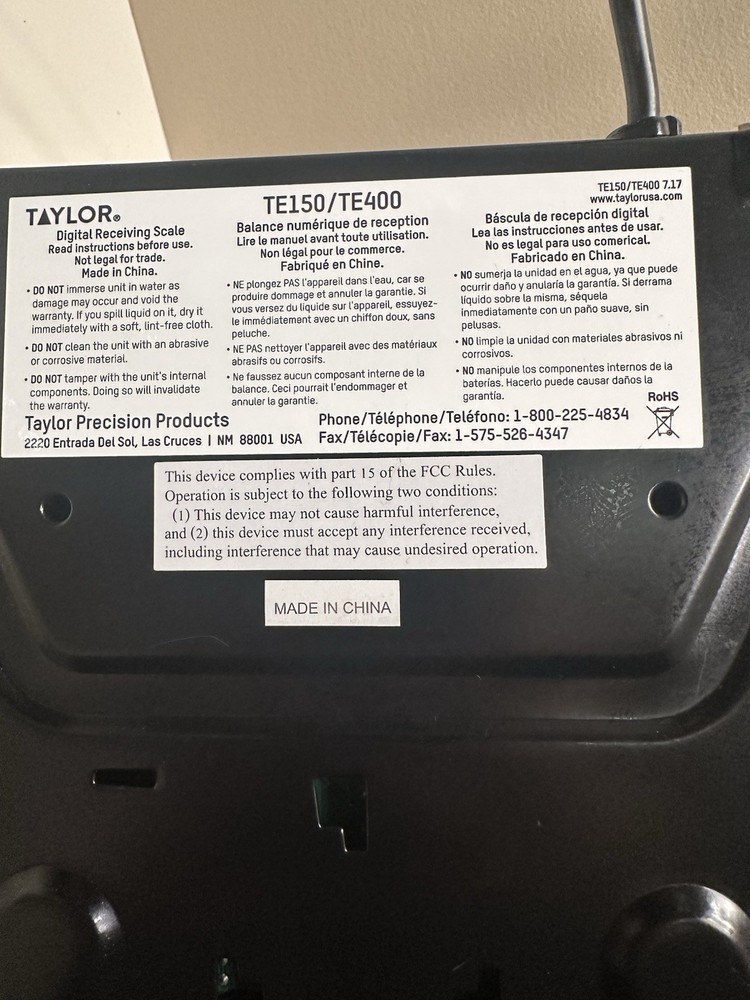 TAYLOR®
Digital Receiving Scale
Read instructions before use.
Not legal for trade.
Made in China.
• DO NOT immerse unit in water as
damage may occur and void the
warranty. If you spill liquid on it, dry it
immediately with a soft, lint-free cloth.
• DO NOT clean the unit with an abrasive
or corrosive material.
• DO NOT tamper with the unit's internal
components. Doing so will invalidate
the warranty.
TE150/TE400
Balance numérique de reception
Lire le manuel avant toute utilisation.
Non légal pour le commerce.
Fabriqué en Chine.
• NE plongez PAS l'appareil dans l'eau, car se
produire dommage et annuler la garantie. Si
vous versez du liquide sur l'appareil, essuyez-
le immédiatement avec un chiffon doux, sans
peluche.
• NE PAS nettoyer l'appareil avec des matériaux
abrasifs ou corrosifs.
• Ne faussez aucun composant interne de la
balance. Ceci pourrait l'endommager et
annuler la garantie.
TE150/TE400 7.17
www.taylorusa.com
Báscula de recepción digital
Lea las instrucciones antes de usar.
No es legal para uso comerical.
Fabricado en China.
• NO sumerja la unidad en el agua, ya que puede
ocurrir daño y anularía la garantía. Si derrama
líquido sobre la misma, séquela
inmediatamente con un paño suave, sin
pelusas.
• NO limpie la unidad con materiales abrasivos ni
corrosivos.
• NO manipule los componentes internos de la
baterías. Hacerlo puede causar daños la
garantía.
RoHS
Taylor Precision Products
2220 Entrada Del Sol, Las Cruces | NM 88001 USA
Phone/Téléphone/Teléfono: 1-800-225-4834
Fax/Télécopie/Fax: 1-575-526-4347
This device complies with part 15 of the FCC Rules.
Operation is subject to the following two conditions:
(1) This device may not cause harmful interference,
and (2) this device must accept any interference received,
including interference that may cause undesired operation.
MADE IN CHINA